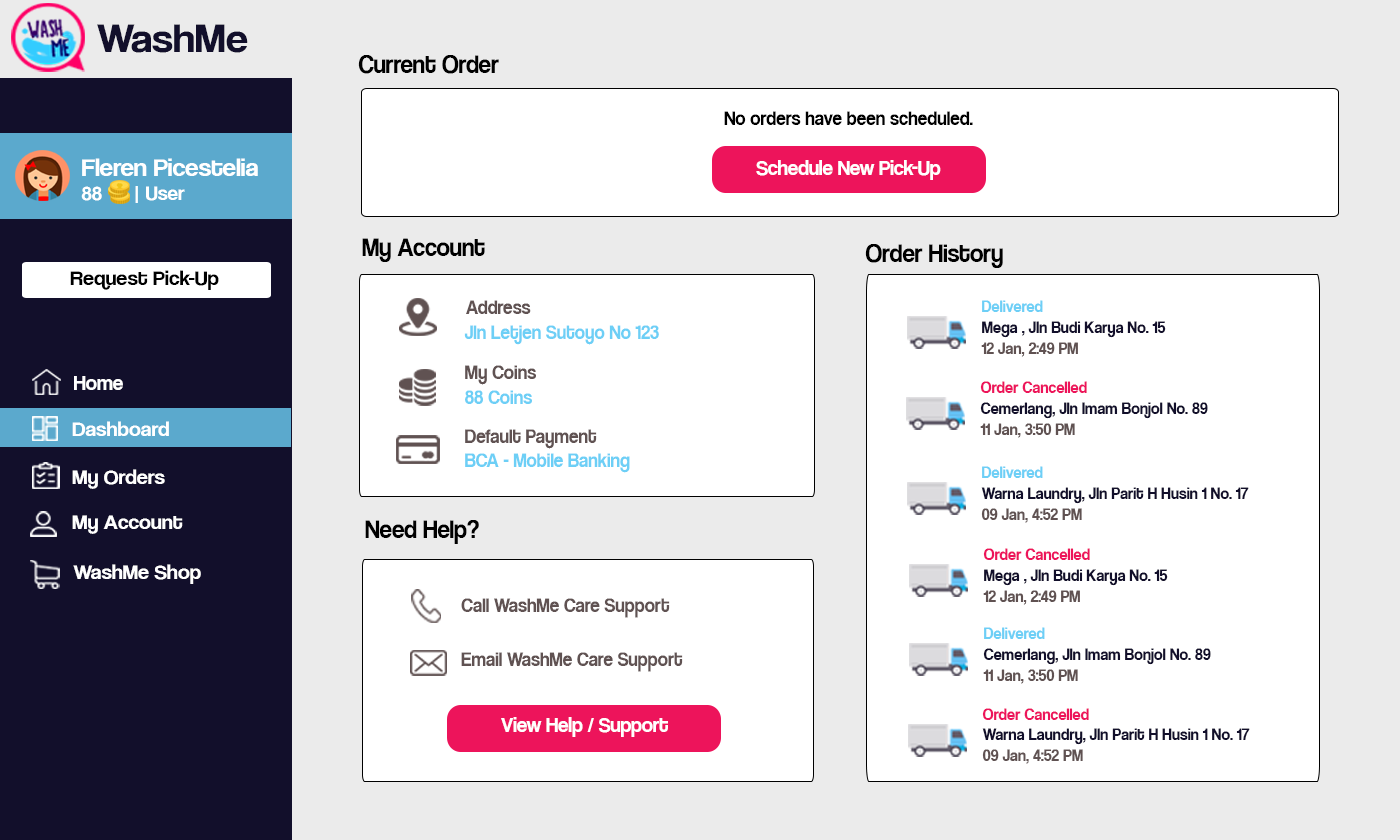 WASH
ME
WashMe
Fleren Picestelia
88 | User
Request Pick-Up
Home
Dashboard
My Orders
My Account
WashMe Shop
Current Order
No orders have been scheduled.
Schedule New Pick-Up
My Account
Address
Jln Letjen Sutoyo No 123
My Coins
88 Coins
Default Payment
BCA - Mobile Banking
Need Help?
Call WashMe Care Support
Email WashMe Care Support
View Help / Support
Order History
Delivered
Mega , Jln Budi Karya No. 15
12 Jan, 2:49 PM
Order Cancelled
Cemerlang, Jln Imam Bonjol No. 89
11 Jan, 3:50 PM
Delivered
Warna Laundry, Jln Parit H Husin 1 No. 17
09 Jan, 4:52 PM
Order Cancelled
Mega , Jln Budi Karya No. 15
12 Jan, 2:49 PM
Delivered
Cemerlang, Jln Imam Bonjol No. 89
11 Jan, 3:50 PM
Order Cancelled
Warna Laundry, Jln Parit H Husin 1 No. 17
09 Jan, 4:52 PM